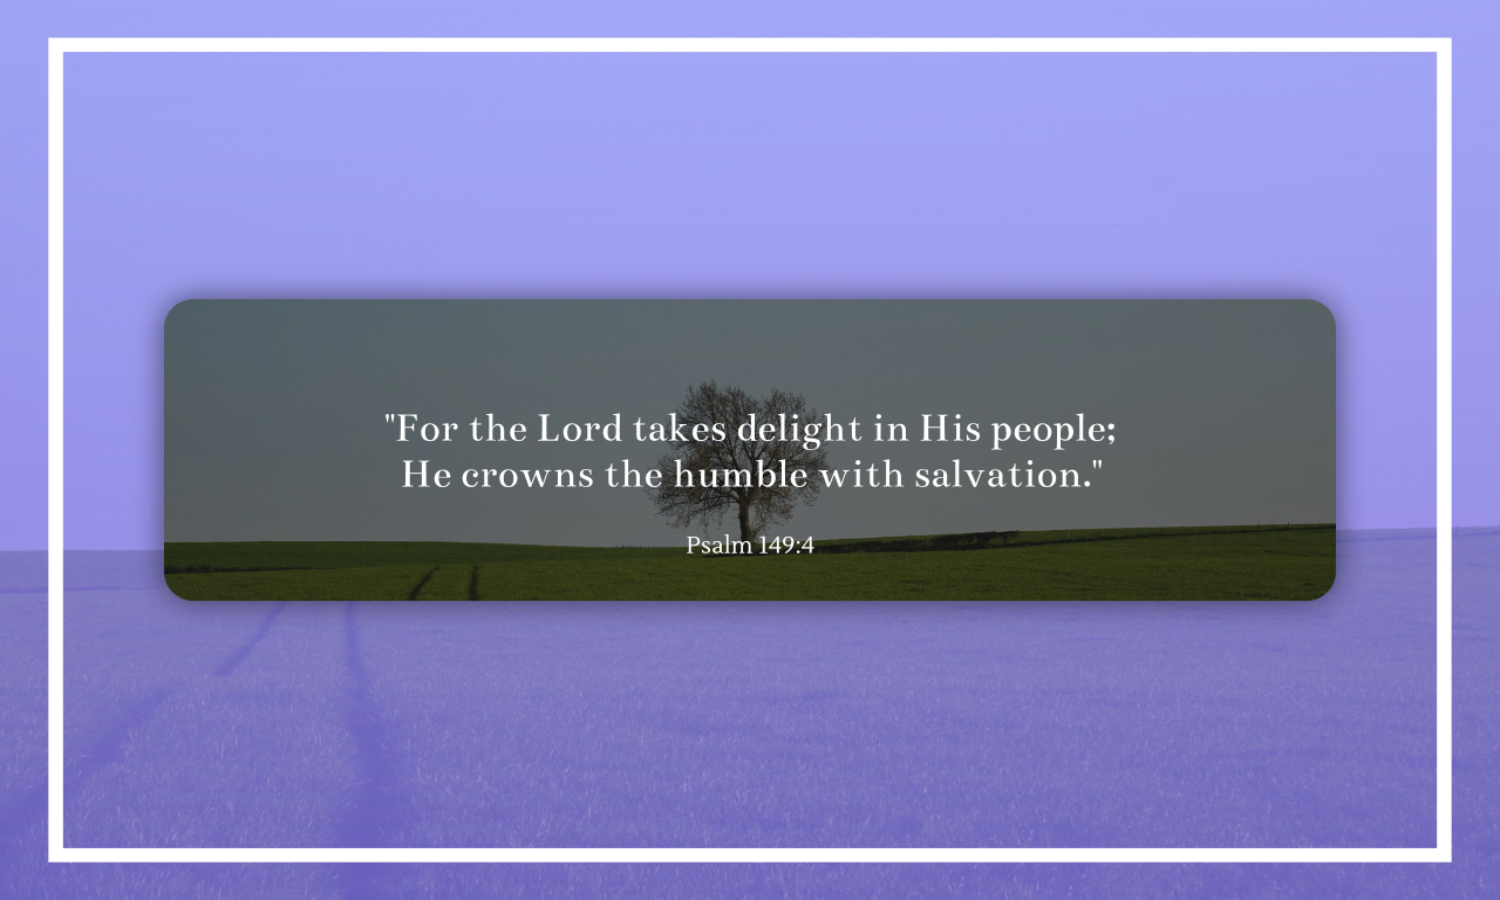 "For the Lord takes delight in His people;
He crowns the humble with salvation."
Psalm 149:4